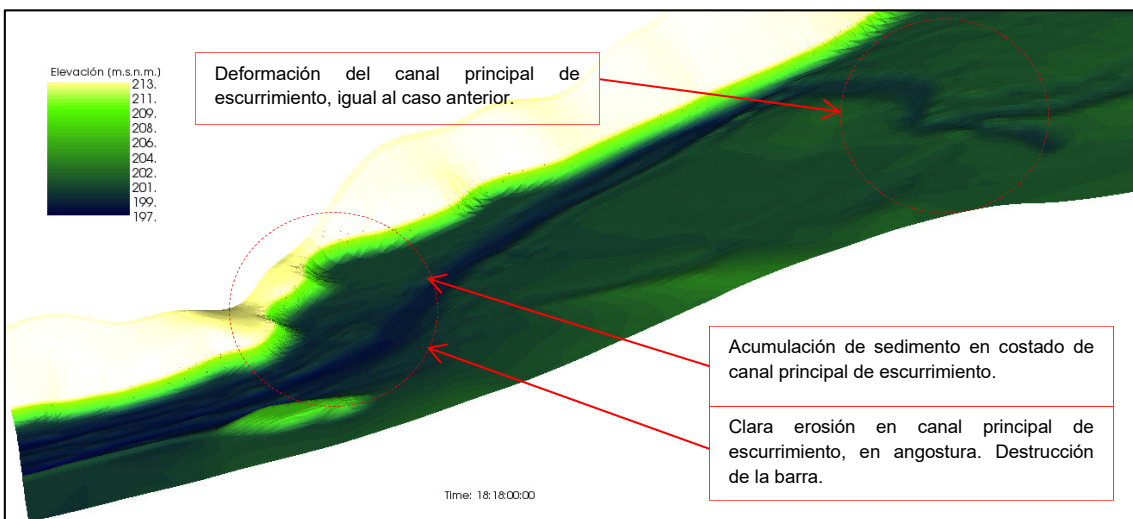 Elevación (m.s.n.m.)
213.
211.
209.
208.
206.
204.
202.
201.
199.
197.
Deformación del canal principal de
escurrimiento, igual al caso anterior.
Acumulación de sedimento en costado de
canal principal de escurrimiento.
Clara erosión en canal principal de
escurrimiento, en angostura. Destrucción
de la barra.
Time: 18:18:00:00